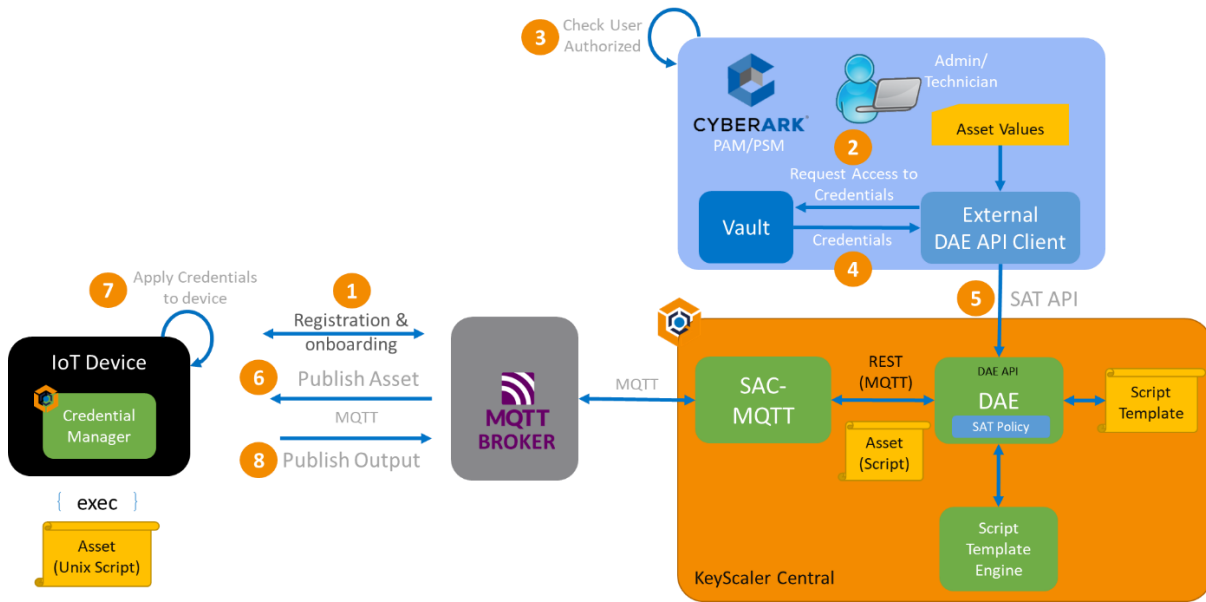 3
Check User
Authorized
CYBERARK®
PAM/PSM
Admin/
Technician
Asset Values
2
Request Access to
Credentials
Vault
External
DAE API Client
Credentials
4
7
Apply Credentials
to device
1
Registration &
onboarding
5
SAT API
IoT Device
Credential
Manager
6
Publish Asset
MQTT
8
Publish Output
MQTT
BROKER
MQTT
SAC-
MQTT
REST
(MQTT)
Asset
(Script)
DAE API
DAE
SAT Policy
Script
Template
Script
Template
Engine
KeyScaler Central
{ exec }
Asset
(Unix Script)